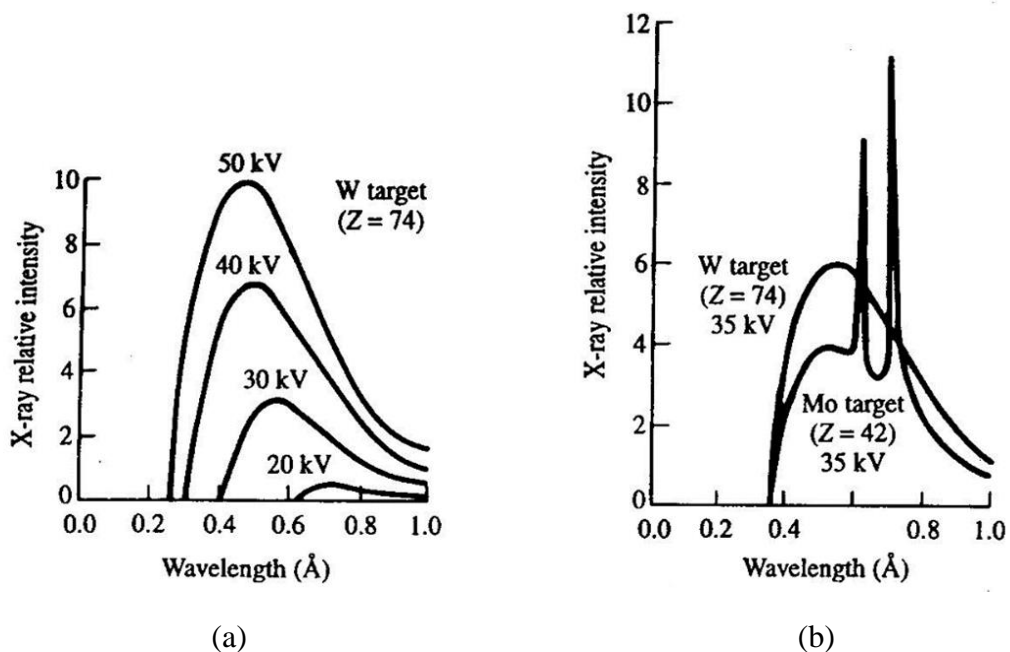 50 kV
W target
(Z = 74)
40 kV
30 kV
20 kV
10
8
6
4
2
0
X-ray relative intensity
0.0 0.2 0.4 0.6 0.8 1.0
Wavelength (Å)
(a)
12
10
8
6
4
2
0
X-ray relative intensity
W target
(Z = 74)
35 kV
Mo target
(Z = 42)
35 kV
0.0 0.2 0.4 0.6 0.8 1.0
Wavelength (Å)
(b)